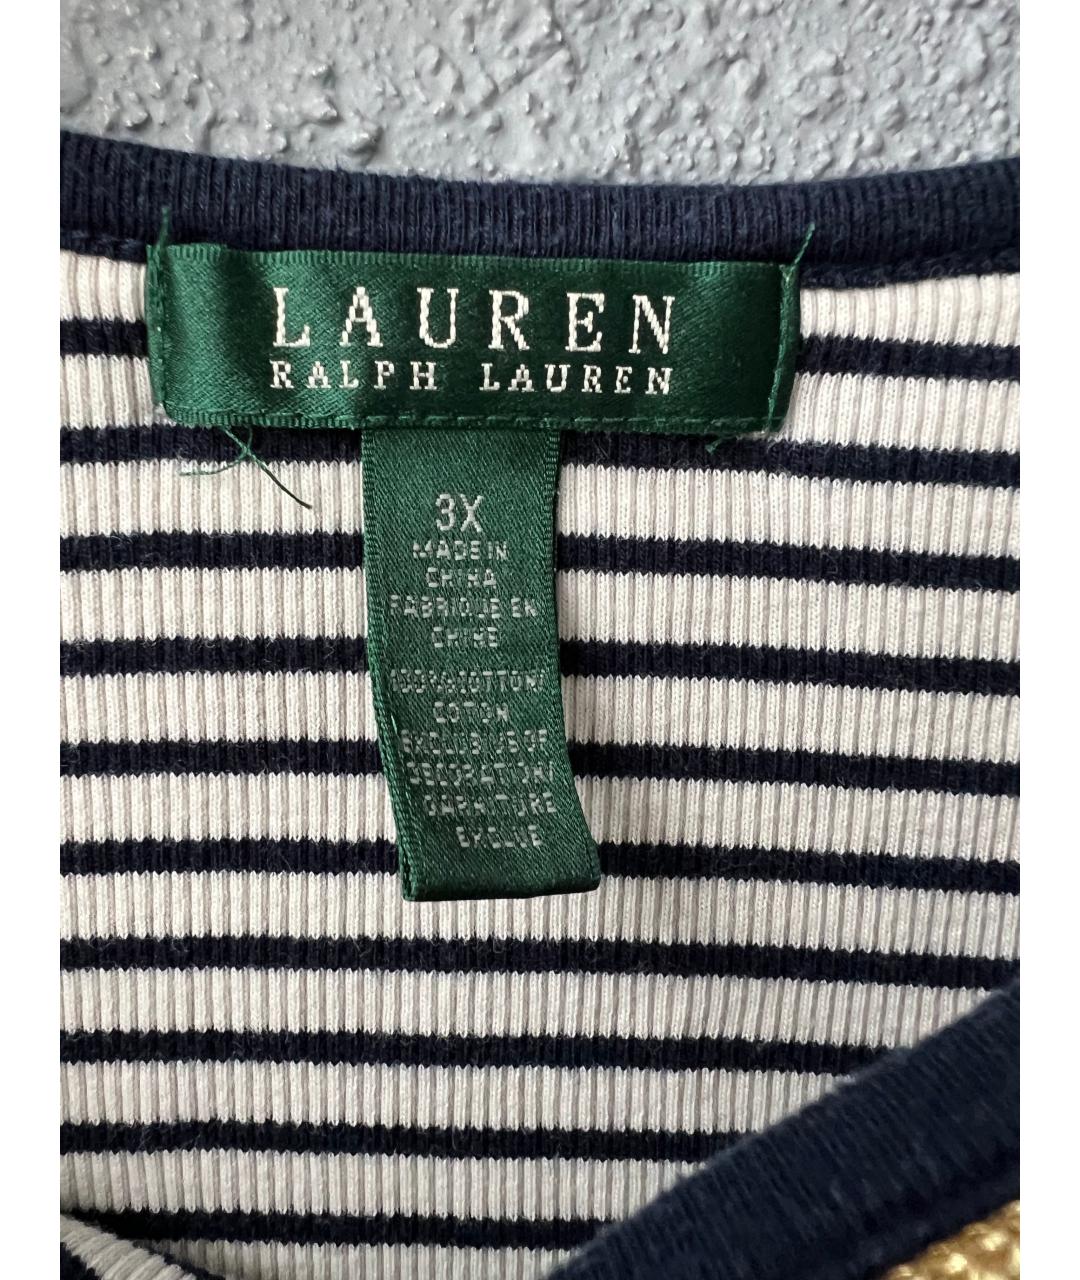 LAUREN
RALPH LAUREN
3X
MADE IN
CHINA
FABRIQUE EN
CHINE
100% COTTON/
COTON
EXCLUSIVE OF
DECORATION/
GARNITURE
EXCLUE